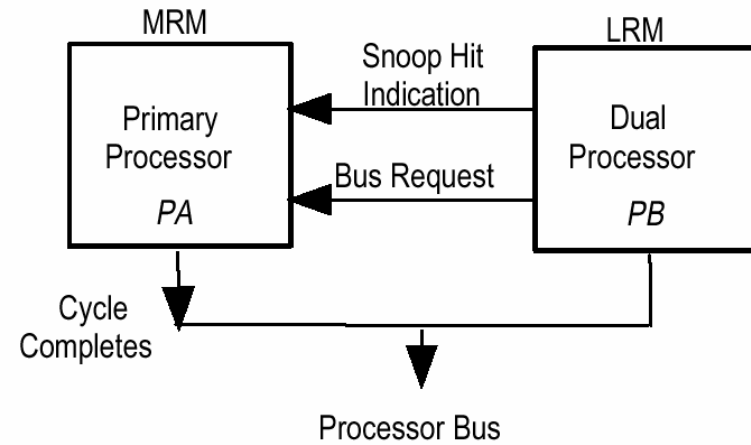 MRM
LRM
Snoop Hit
Indication
Primary
Processor
PA
Dual
Processor
PB
Bus Request
Cycle
Completes
Processor Bus